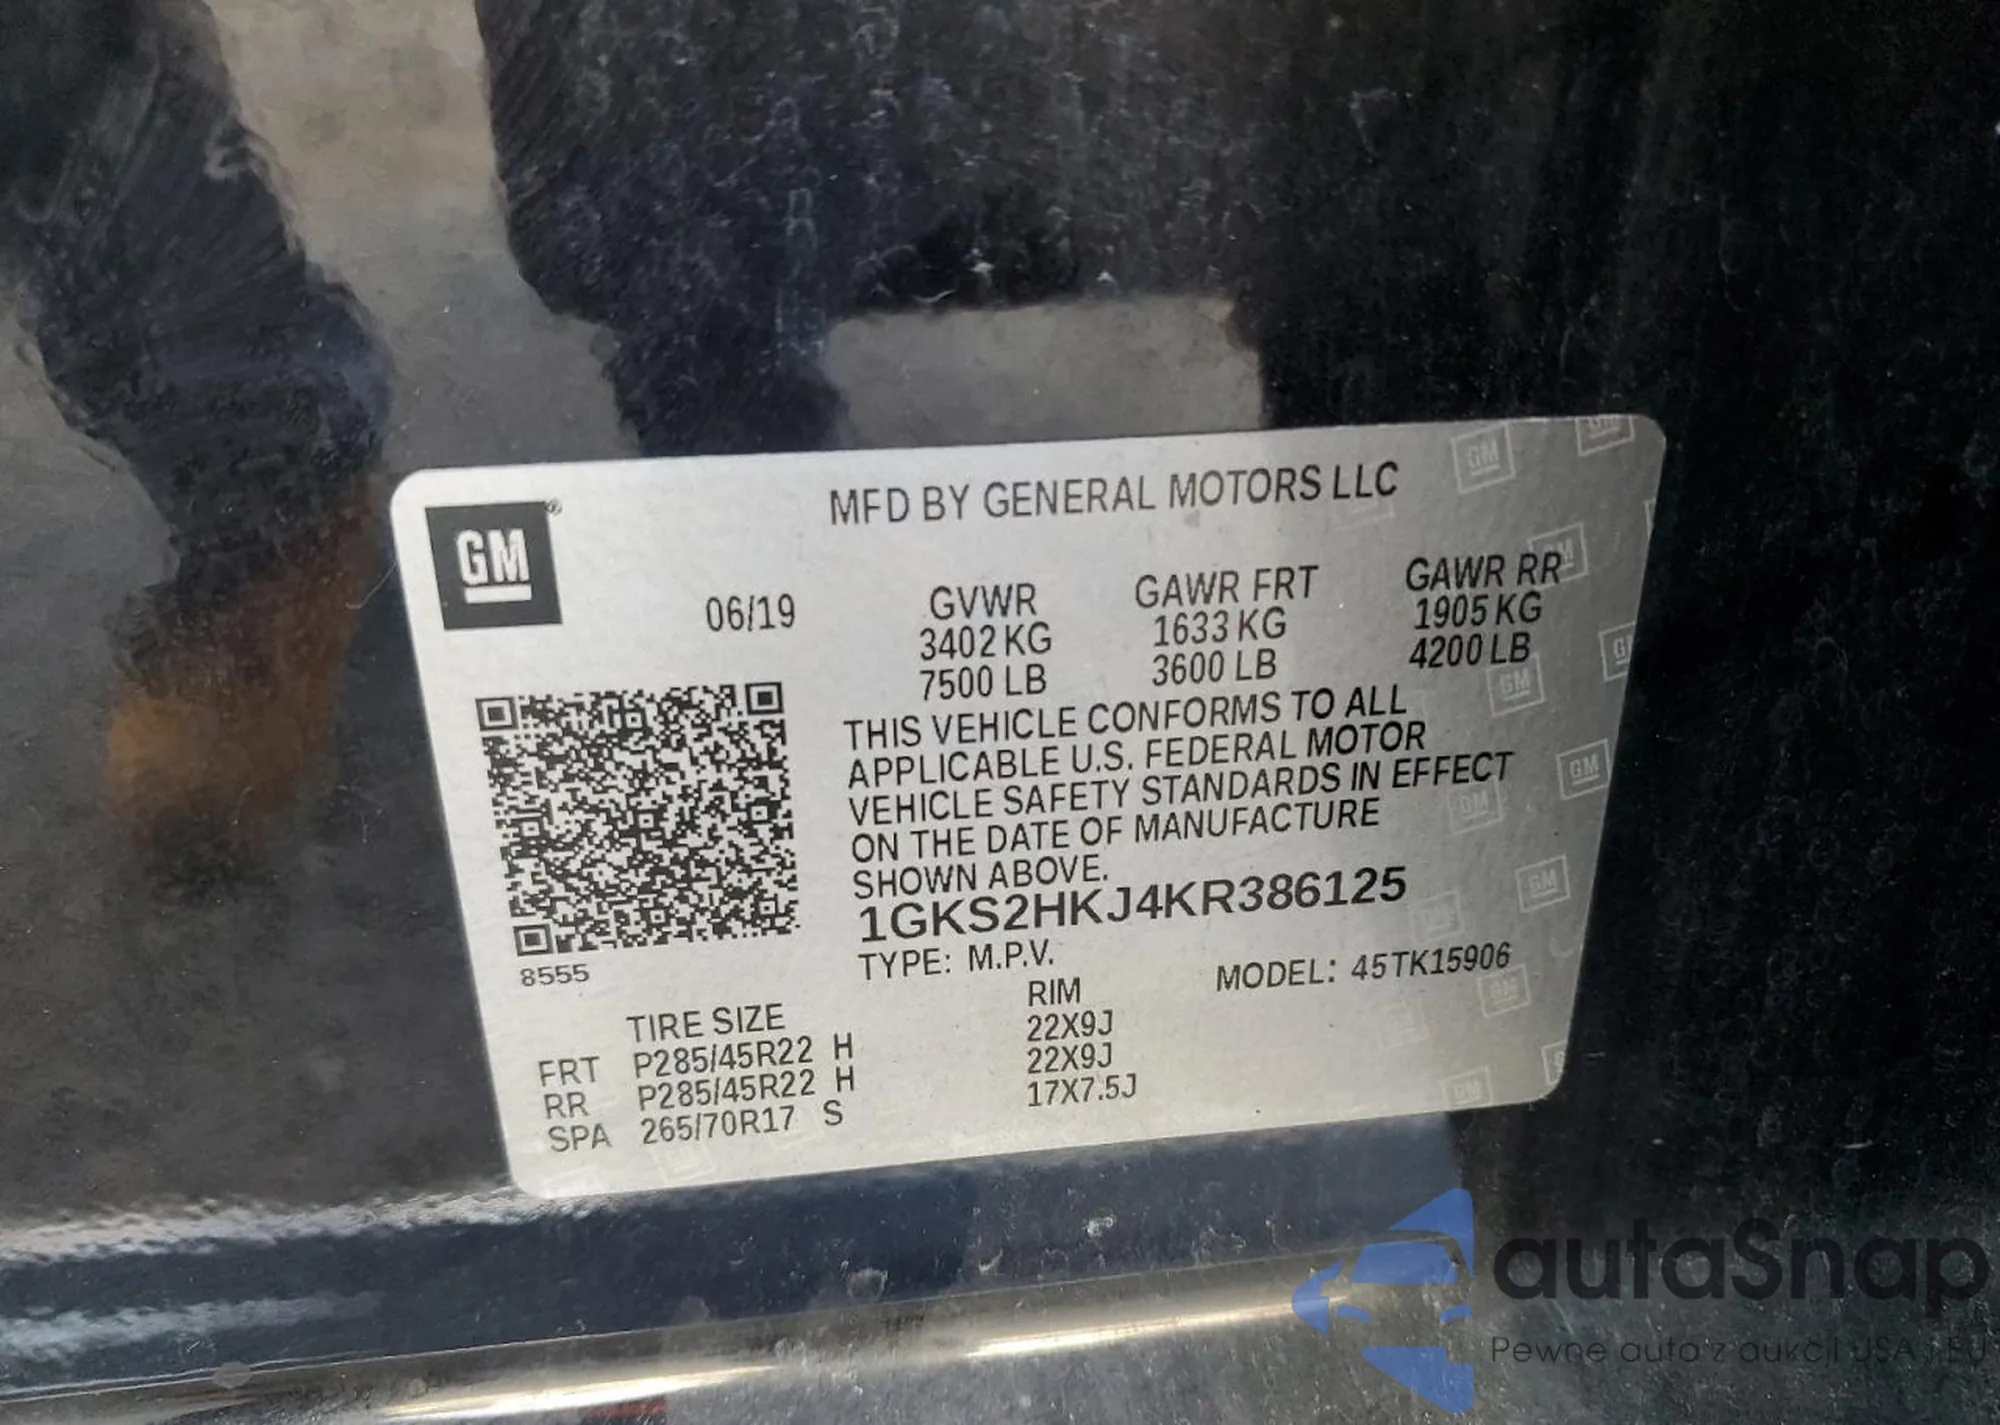 MFD BY GENERAL MOTORS LLC
GM®
06/19 GVWR GAWR FRT GAWR RR
3402 KG 1633 KG 1905 KG
7500 LB 3600 LB 4200 LB
THIS VEHICLE CONFORMS TO ALL
APPLICABLE U.S. FEDERAL MOTOR
VEHICLE SAFETY STANDARDS IN EFFECT
ON THE DATE OF MANUFACTURE
SHOWN ABOVE.
1GKS2HKJ4KR386125
8555
TYPE: M.P.V. MODEL: 45TK15906
TIRE SIZE RIM
FRT P285/45R22 H 22X9J
RR P285/45R22 H 22X9J
SPA 265/70R17 S 17X7.5J
autaSnap
Pewne auta z aukcji USA i EU